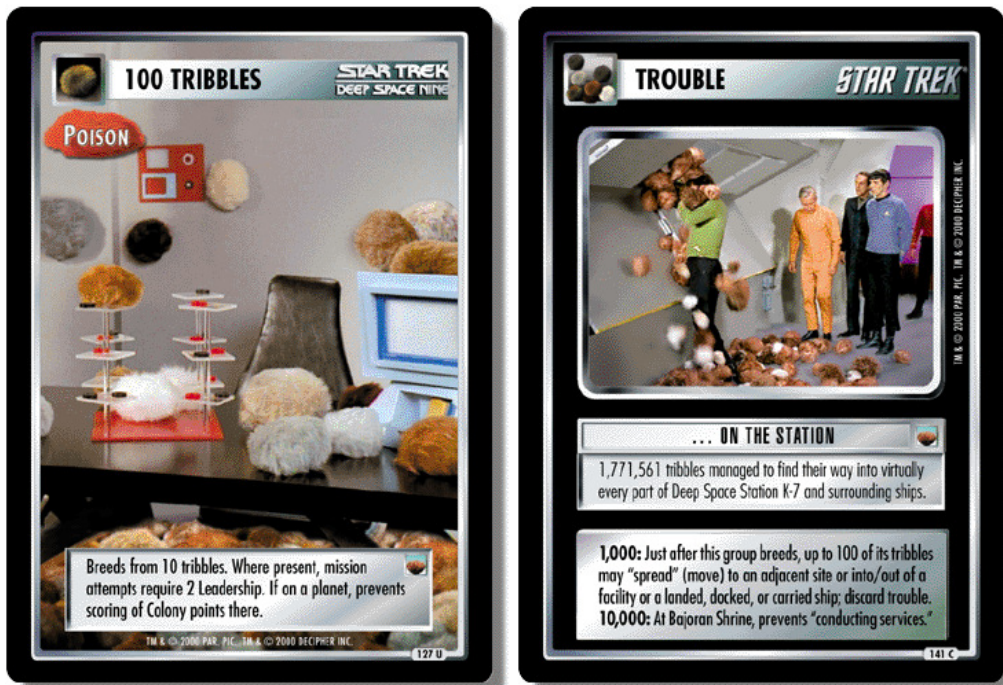 100 TRIBBLES
STAR TREK
DEEP SPACE NINE
POISON
Breeds from 10 tribbles. Where present, mission
attempts require 2 Leadership. If on a planet, prevents
scoring of Colony points there.
TM & © 2000 PAR. PIC. TM & © 2000 DECIPHER INC.
127 U
TROUBLE
STAR TREK®
TM & © 2000 PAR. PIC. TM & © 2000 DECIPHER INC.
... ON THE STATION
1,771,561 tribbles managed to find their way into virtually
every part of Deep Space Station K-7 and surrounding ships.
1,000: Just after this group breeds, up to 100 of its tribbles
may “spread” (move) to an adjacent site or into/out of a
facility or a landed, docked, or carried ship; discard trouble.
10,000: At Bajoran Shrine, prevents “conducting services.”
141 C